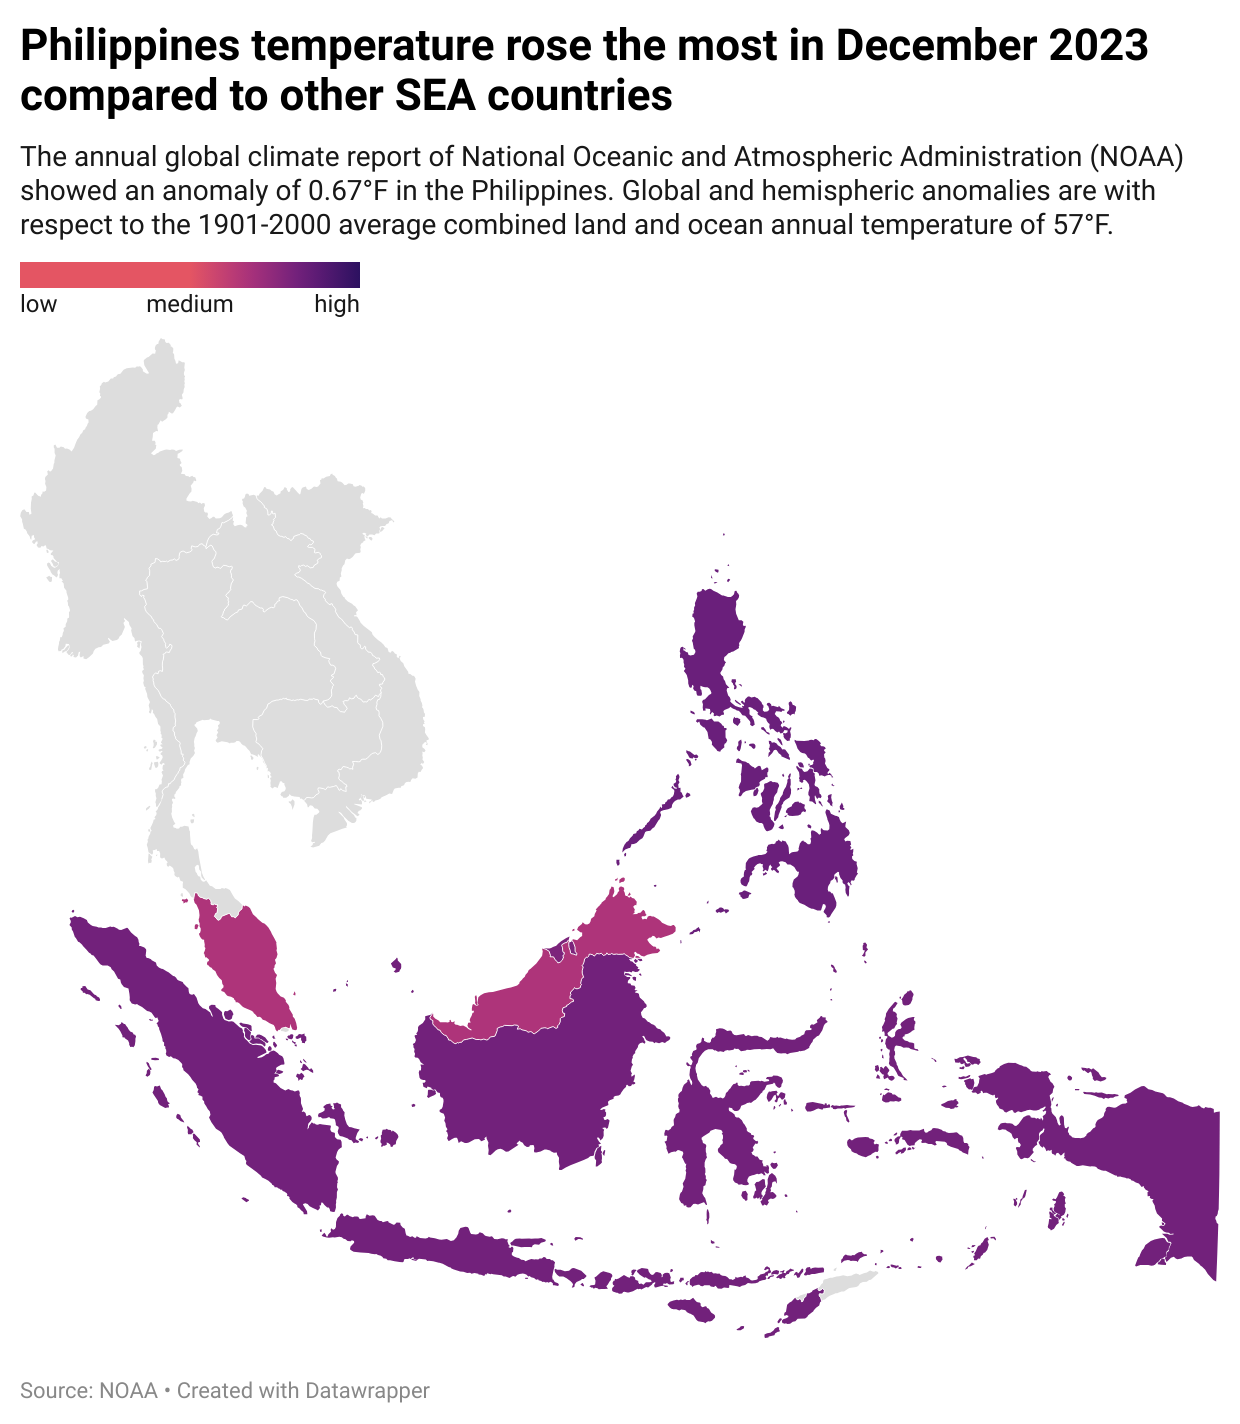 Philippines temperature rose the most in December 2023
compared to other SEA countries
The annual global climate report of National Oceanic and Atmospheric Administration (NOAA)
showed an anomaly of 0.67°F in the Philippines. Global and hemispheric anomalies are with
respect to the 1901-2000 average combined land and ocean annual temperature of 57°F.
low medium high
Source: NOAA • Created with Datawrapper